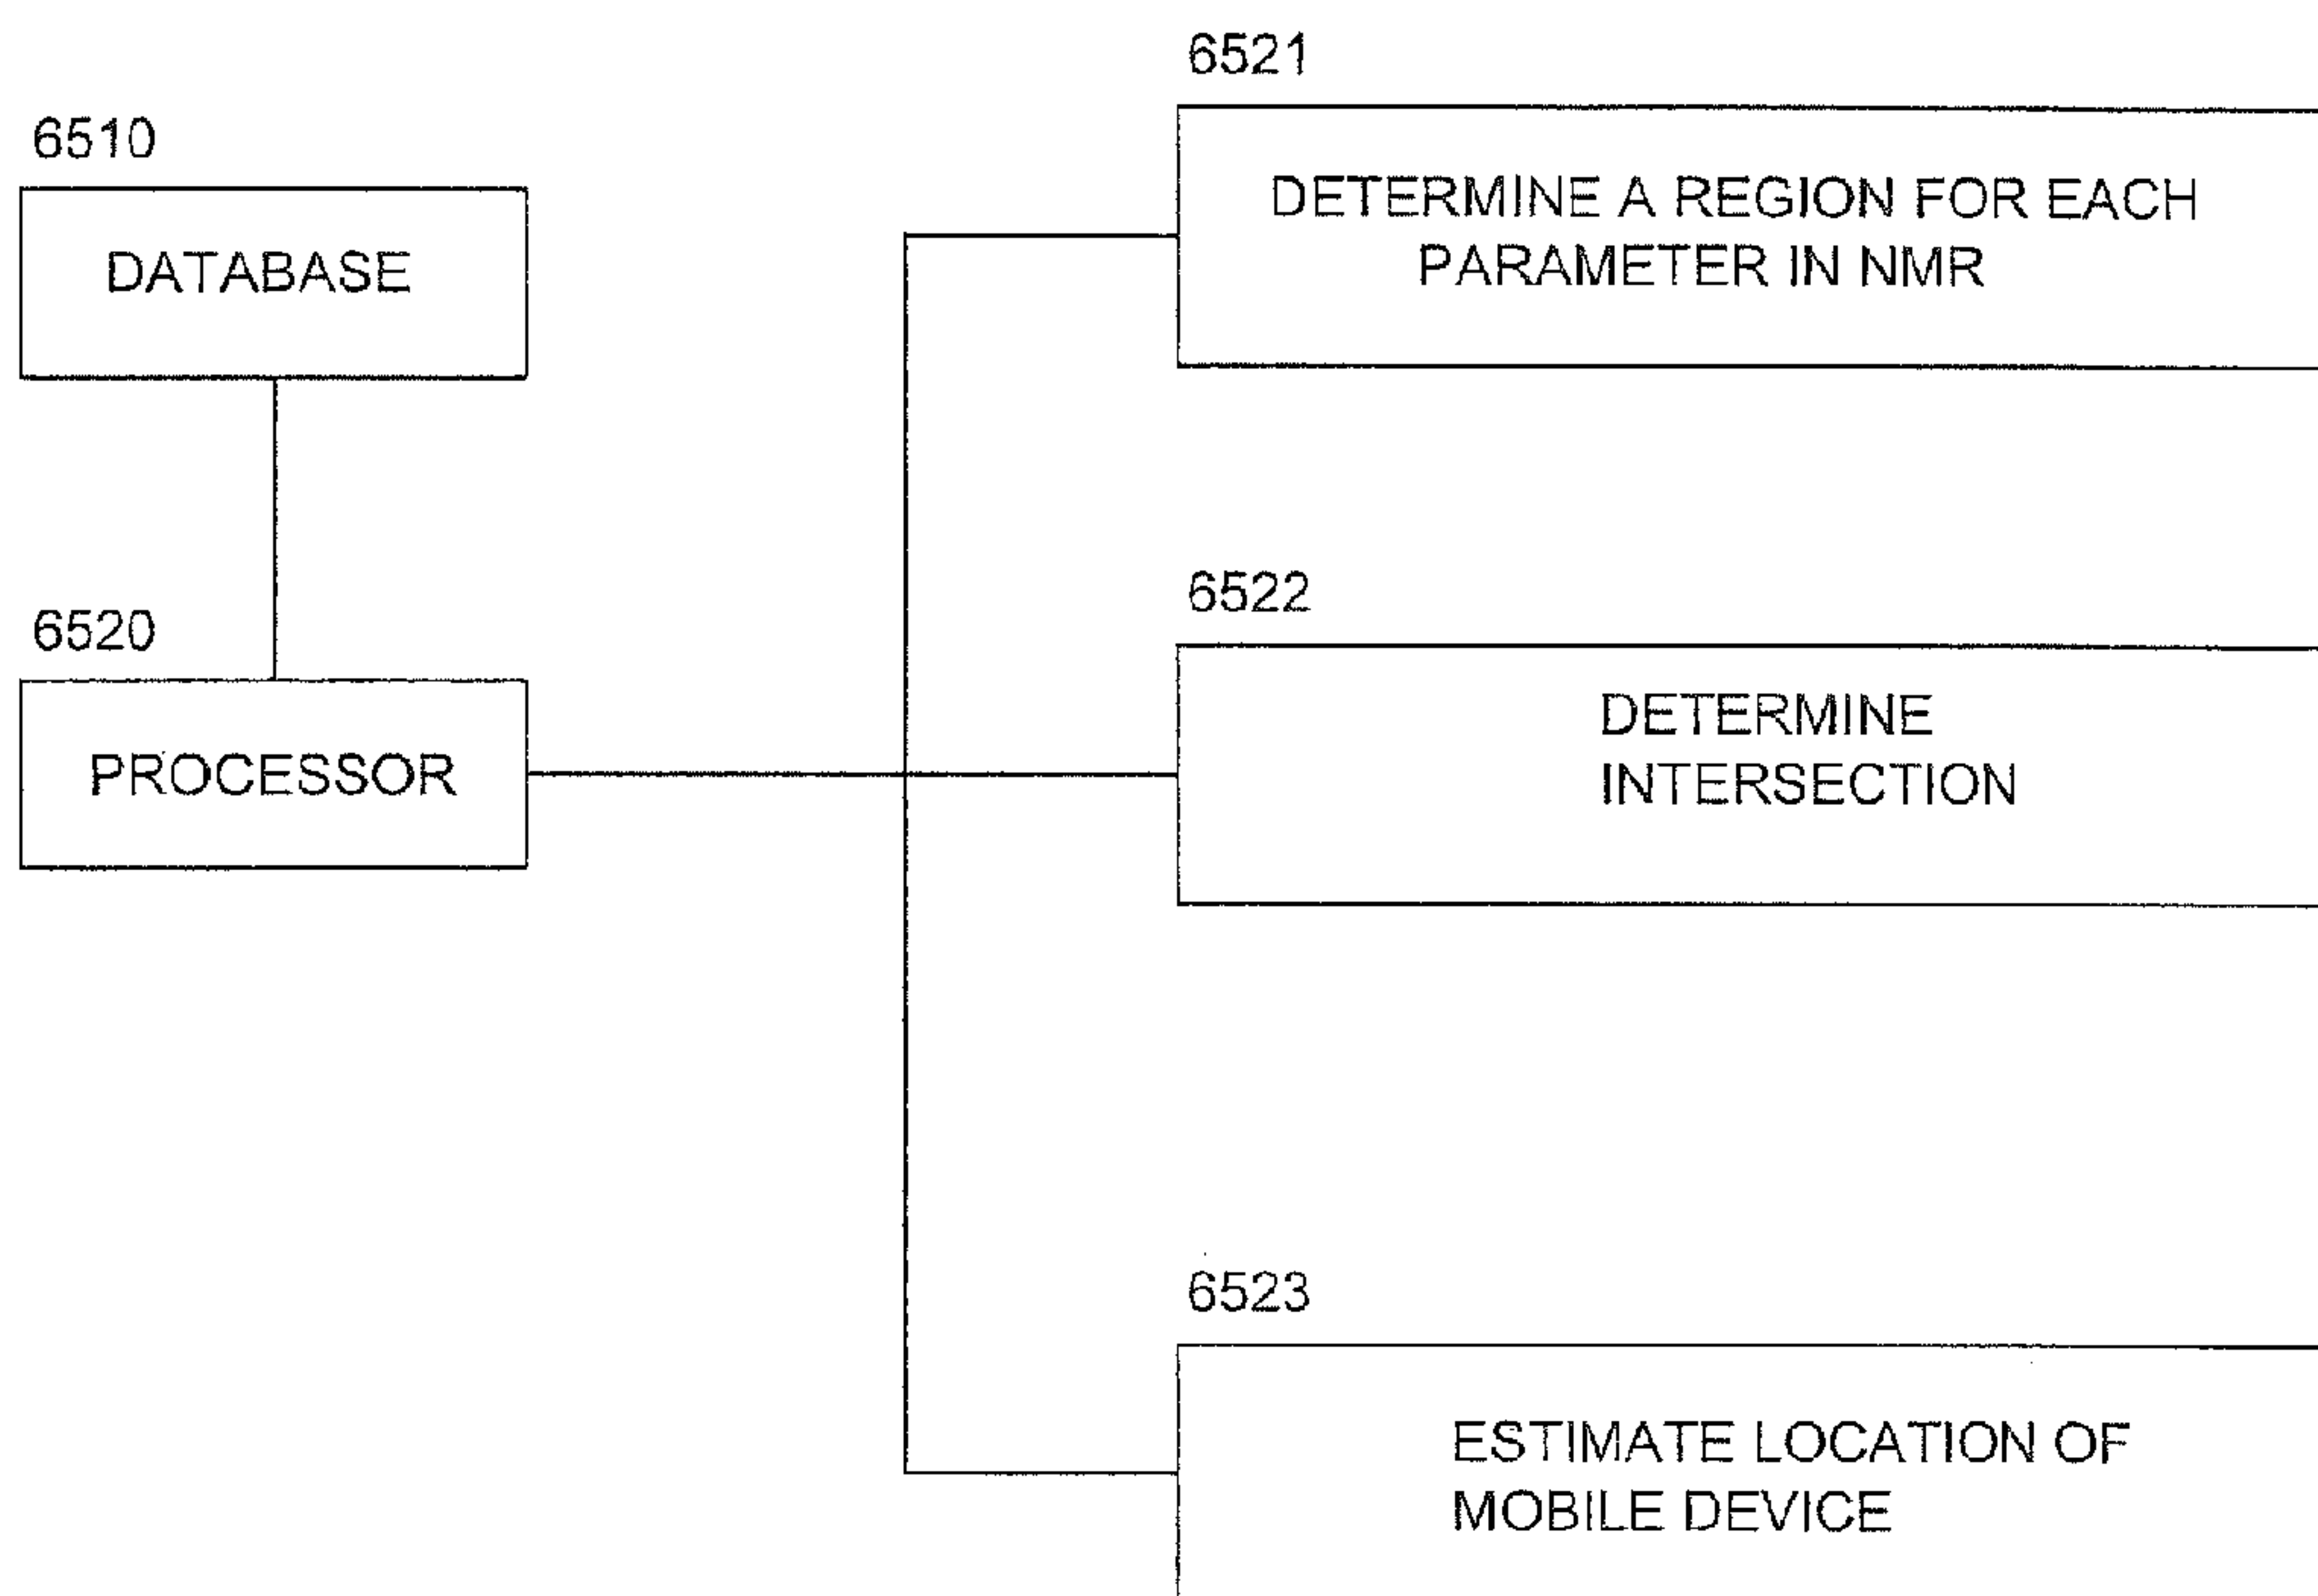 6510
DATABASE
6520
PROCESSOR
6521
DETERMINE A REGION FOR EACH
PARAMETER IN NMR
6522
DETERMINE
INTERSECTION
6523
ESTIMATE LOCATION OF
MOBILE DEVICE